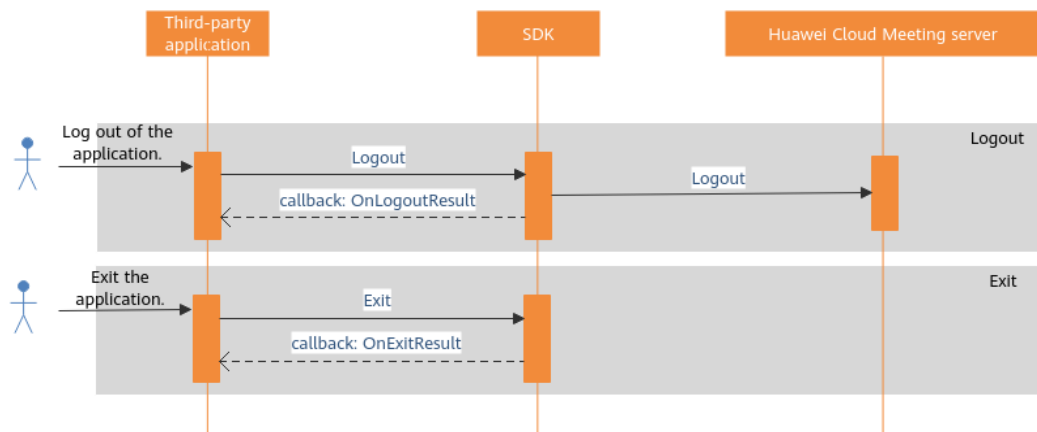 Third-party
application
SDK
Huawei Cloud Meeting server
Log out of the
application.
Logout
Logout
Logout
callback: OnLogoutResult
Exit the
application.
Exit
Exit
callback: OnExitResult